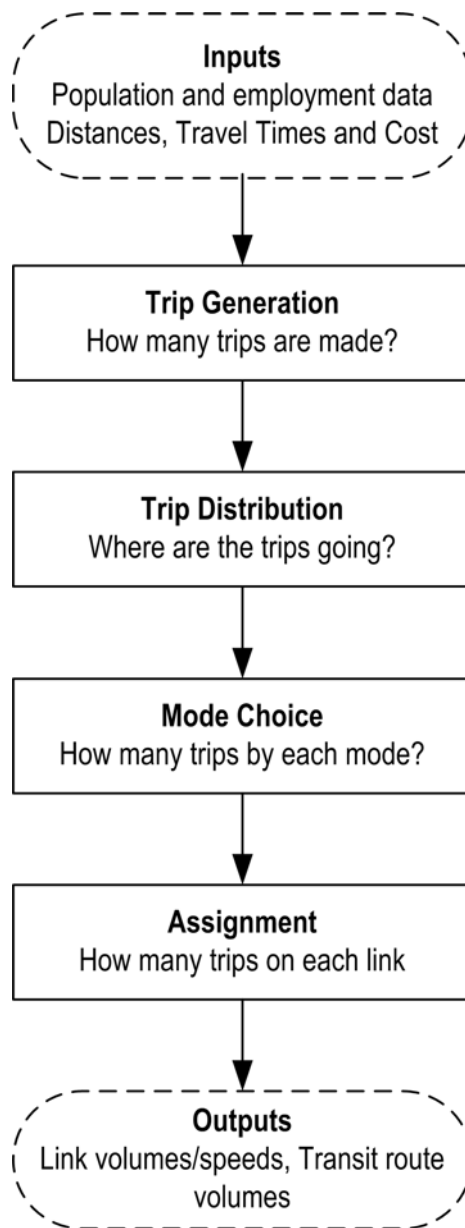 Inputs
Population and employment data
Distances, Travel Times and Cost
Trip Generation
How many trips are made?
Trip Distribution
Where are the trips going?
Mode Choice
How many trips by each mode?
Assignment
How many trips on each link
Outputs
Link volumes/speeds, Transit route
volumes